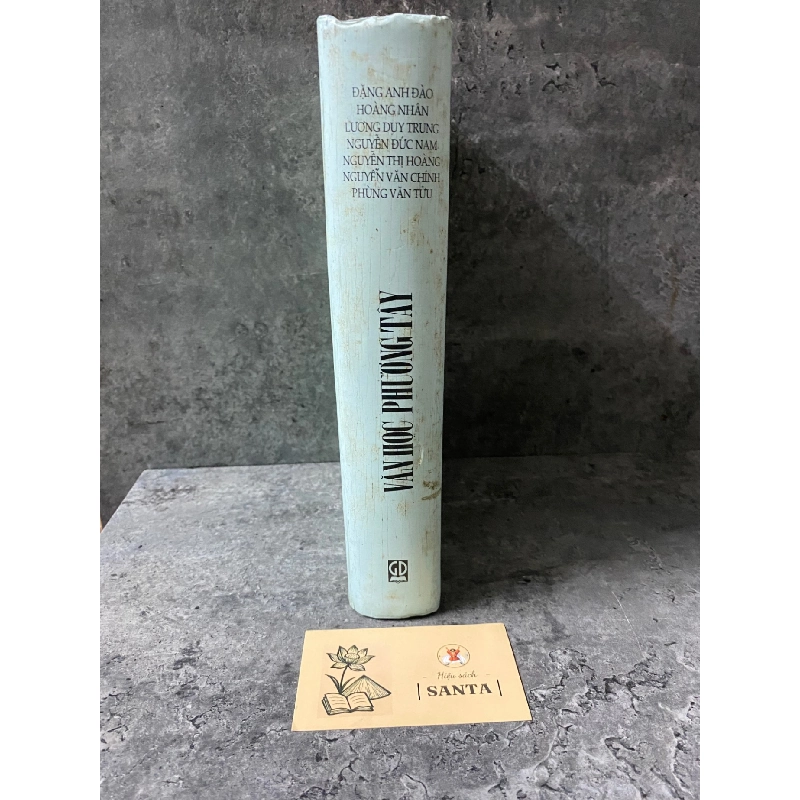 ĐẶNG ANH ĐÀO
HOÀNG NHÂN
LƯƠNG DUY TRUNG
NGUYỄN ĐỨC NAM
NGUYỄN THỊ HOÀNG
NGUYỄN VĂN CHÍNH
PHÙNG VĂN TỬU
VĂN HỌC PHƯƠNG TÂY
GD
Hiệu sách
SANTA